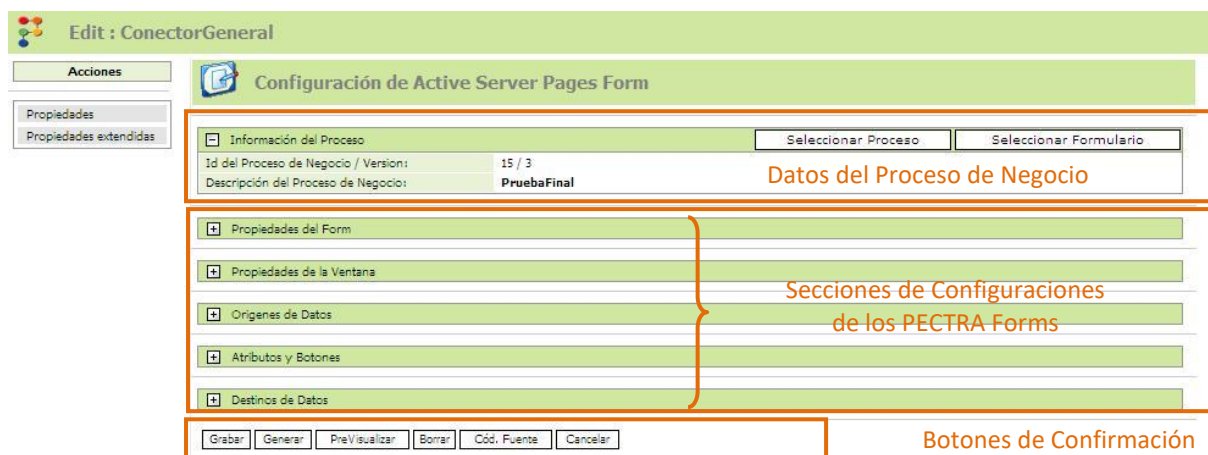 Edit : ConectorGeneral
Acciones
Propiedades
Propiedades extendidas
Configuración de Active Server Pages Form
Información del Proceso
Seleccionar Proceso
Seleccionar Formulario
Id del Proceso de Negocio / Version: 15 / 3
Descripción del Proceso de Negocio: PruebaFinal
Datos del Proceso de Negocio
Propiedades del Form
Propiedades de la Ventana
Origenes de Datos
Atributos y Botones
Destinos de Datos
Secciones de Configuraciones
de los PECTRA Forms
Grabar Generar PreVisualizar Borrar Cód. Fuente Cancelar
Botones de Confirmación